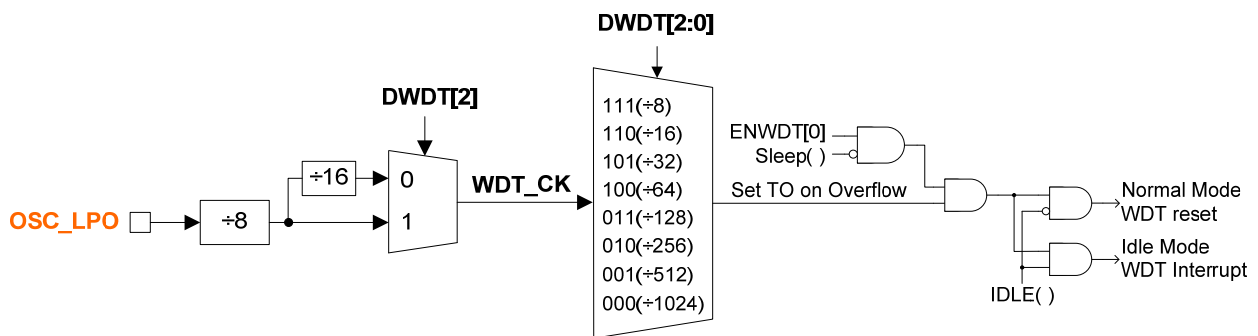 DWDT[2:0]
DWDT[2]
OSC_LPO
÷8
÷16
0
1
WDT_CK
111(÷8)
110(÷16)
101(÷32)
100(÷64)
011(÷128)
010(÷256)
001(÷512)
000(÷1024)
ENWDT[0]
Sleep( )
Set TO on Overflow
Normal Mode
WDT reset
Idle Mode
WDT Interrupt
IDLE( )